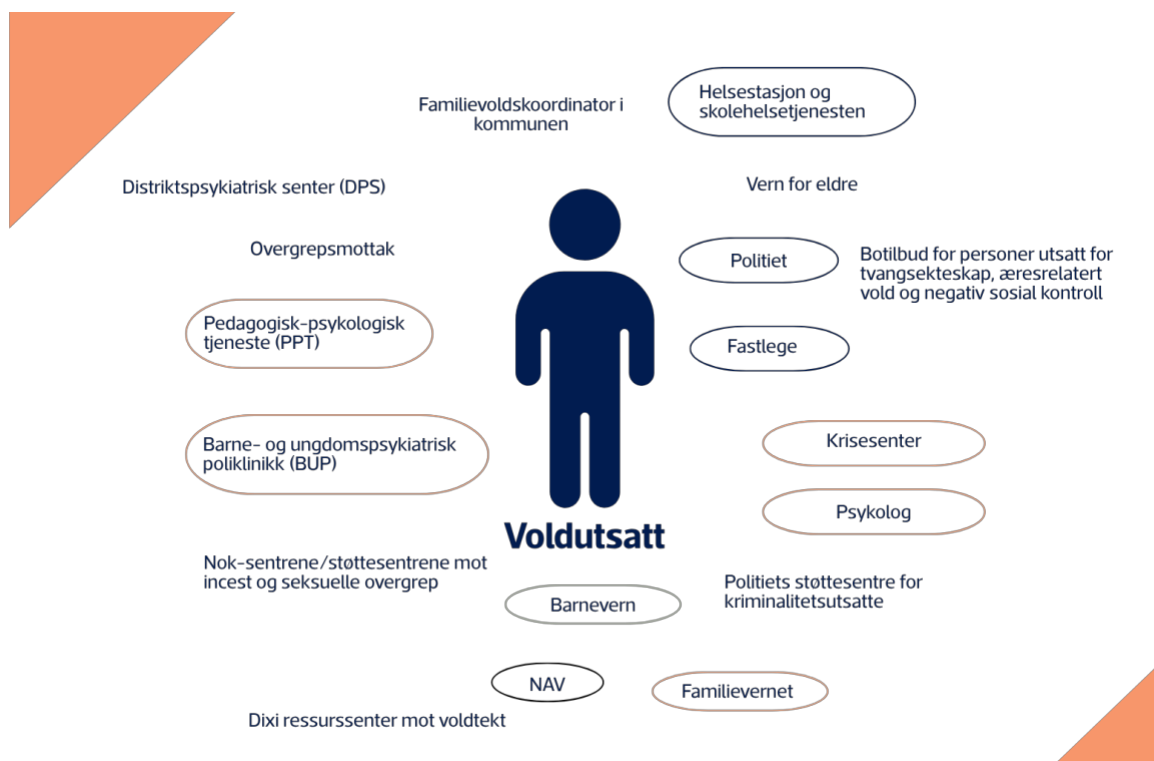 Familievoldskoordinator i
kommunen
Helsestasjon og
skolehelsetjenesten
Distriktspsykiatrisk senter (DPS)
Vern for eldre
Overgrepsmottak
Politiet
Botilbud for personer utsatt for
tvangsekteskap, æresrelatert
vold og negativ sosial kontroll
Pedagogisk-psykologisk
tjeneste (PPT)
Fastlege
Barne- og ungdomspsykiatrisk
poliklinikk (BUP)
Krisesenter
Psykolog
Voldutsatt
Nok-sentrene/støttesentrene mot
incest og seksuelle overgrep
Politiets støttesentre for
kriminalitetsutsatte
Barnevern
NAV
Familievernet
Dixi ressurssenter mot voldtekt